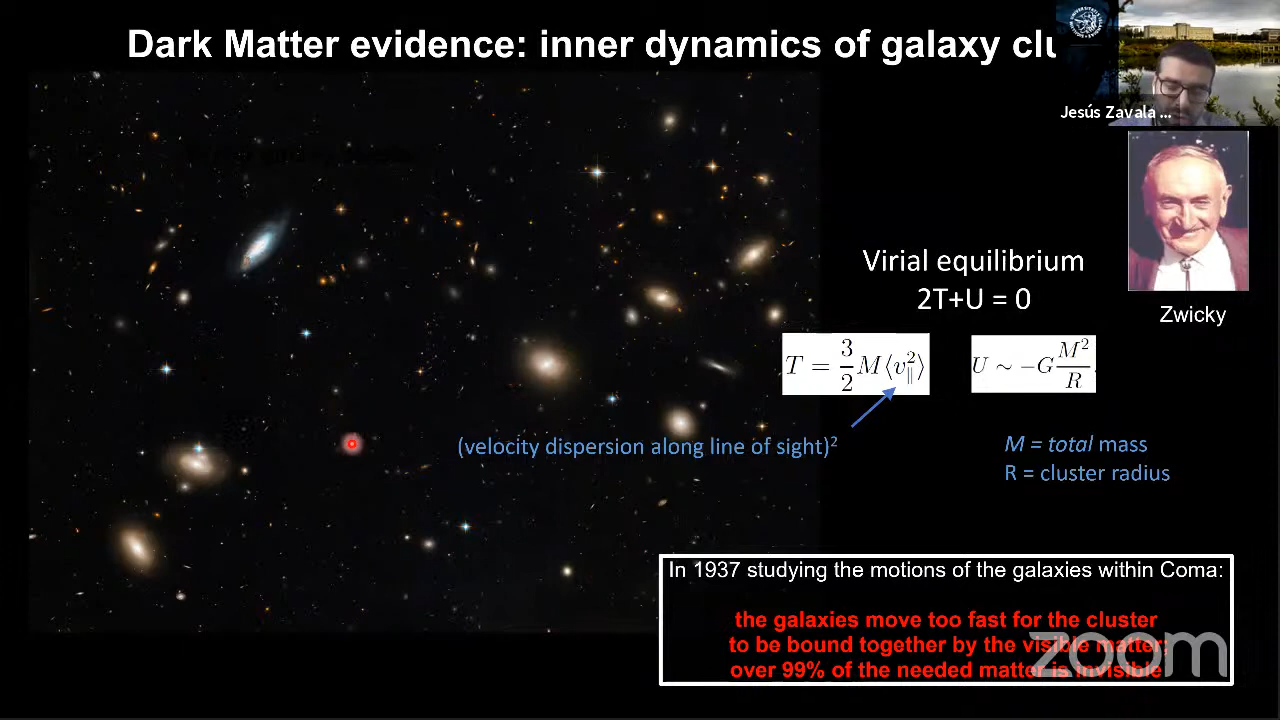 Dark Matter evidence: inner dynamics of galaxy clu
Jesús Zavala ...
Zwicky
Virial equilibrium
2T+U = 0
T = 3/2 M⟨v²∥⟩
U ∼ −G M²/R
(velocity dispersion along line of sight)²
M = total mass
R = cluster radius
In 1937 studying the motions of the galaxies within Coma:
the galaxies move too fast for the cluster
to be bound together by the visible matter;
over 99% of the needed matter is invisible
zoom